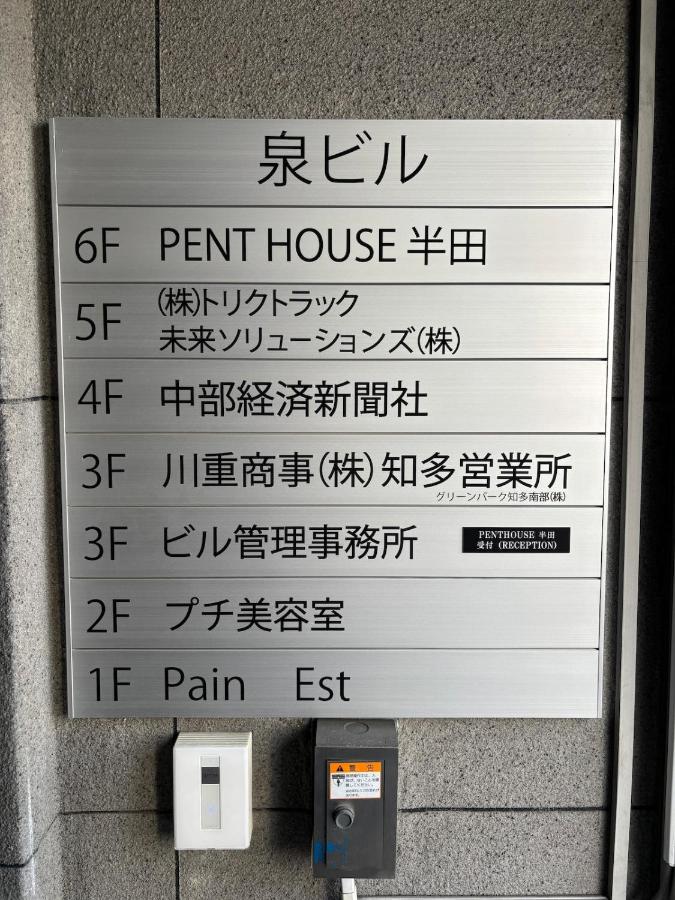 泉ビル
6F PENT HOUSE 半田
5F (株)トリクトラック
未来ソリューションズ(株)
4F 中部経済新聞社
3F 川重商事(株)知多営業所
グリーンパーク知多南部(株)
3F ビル管理事務所
PENTHOUSE 半田
受付 (RECEPTION)
2F プチ美容室
1F Pain Est
警告